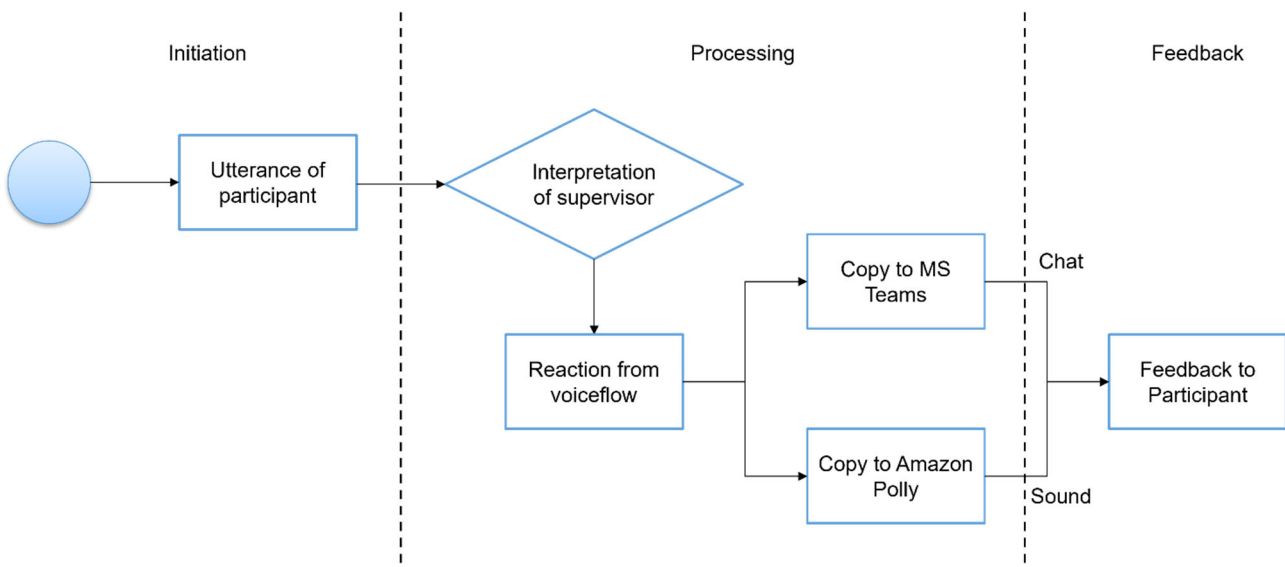 Initiation
Processing
Feedback
Utterance of
participant
Interpretation
of supervisor
Reaction from
voiceflow
Copy to MS
Teams
Copy to Amazon
Polly
Chat
Sound
Feedback to
Participant